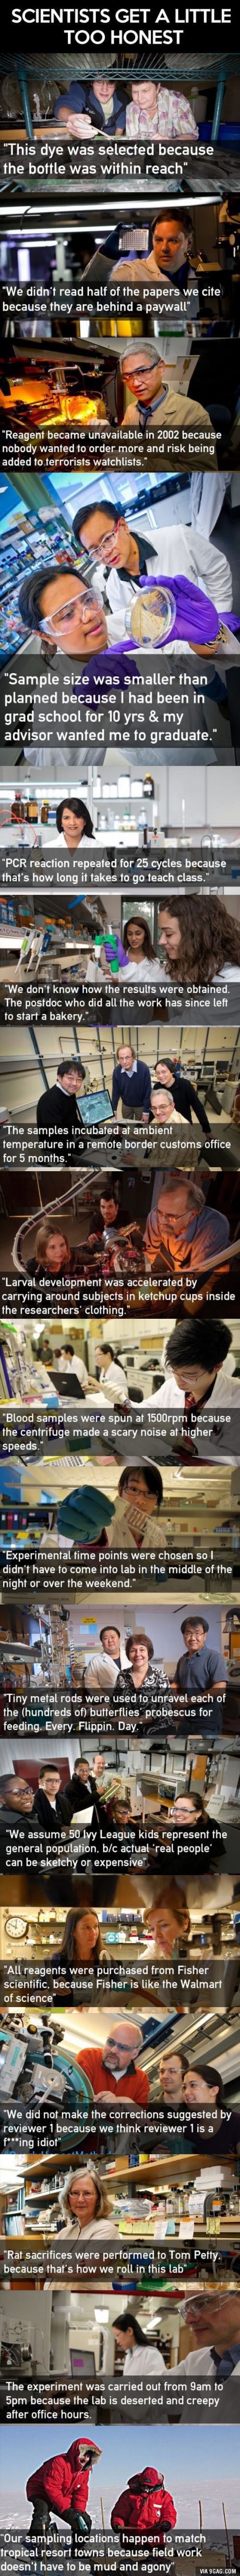 SCIENTISTS GET A LITTLE
TOO HONEST
"This dye was selected because
the bottle was within reach"
"We didn't read half of the papers we cite
because they are behind a paywall"
"Reagent became unavailable in 2002 because
nobody wanted to order more and risk being
added to terrorists watchlists."
"Sample size was smaller than
planned because I had been in
grad school for 10 yrs & my
advisor wanted me to graduate."
"PCR reaction repeated for 25 cycles because
that's how long it takes to go teach class."
"We don't know how the results were obtained.
The postdoc who did all the work has since left
to start a bakery."
"The samples incubated at ambient
temperature in a remote border customs office
for 5 months."
"Larval development was accelerated by
carrying around subjects in ketchup cups inside
the researchers' clothing."
"Blood samples were spun at 1500rpm because
the centrifuge made a scary noise at higher
speeds."
"Experimental time points were chosen so I
didn't have to come into lab in the middle of the
night or over the weekend."
"Tiny metal rods were used to unravel each of
the (hundreds of) butterflies' probescus for
feeding. Every. Flippin. Day.
"We assume 50 Ivy League kids represent the
general population, b/c actual 'real people'
can be sketchy or expensive"
"All reagents were purchased from Fisher
scientific, because Fisher is like the Walmart
of science"
"We did not make the corrections suggested by
reviewer 1 because we think reviewer 1 is a
f***ing idiot"
"Rat sacrifices were performed to Tom Petty,
because that's how we roll in this lab"
The experiment was carried out from 9am to
5pm because the lab is deserted and creepy
after office hours.
"Our sampling locations happen to match
tropical resort towns because field work
doesn't have to be mud and agony"
VIA 9GAG.COM